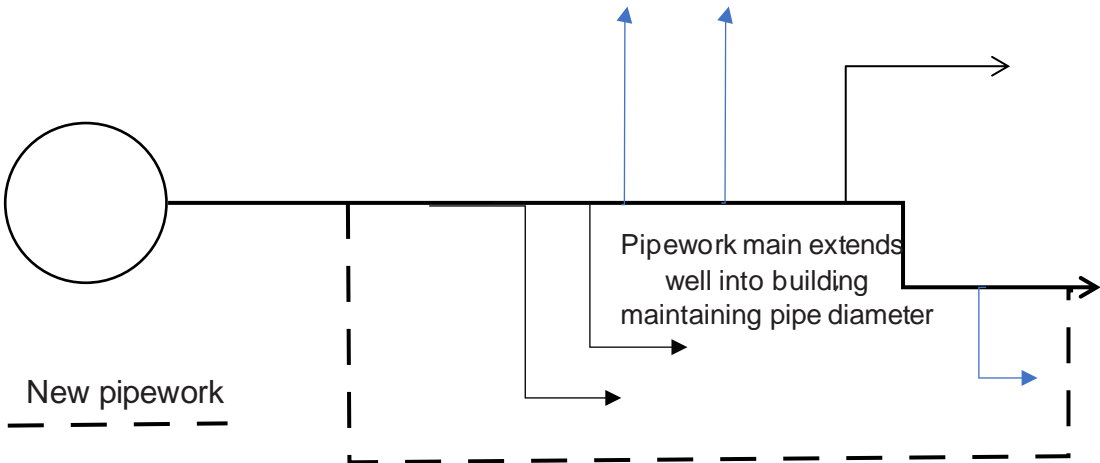 Pipework main extends
well into building
maintaining pipe diameter
New pipework